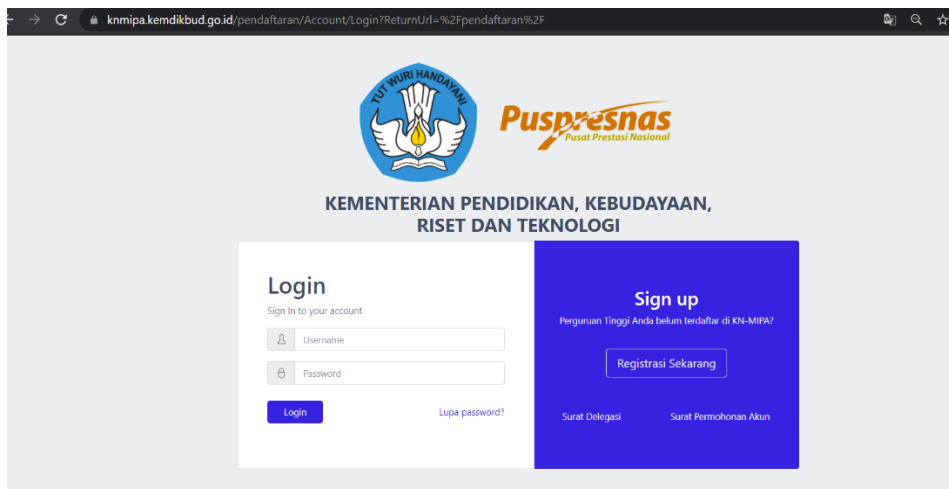 knmipa.kemdikbud.go.id/pendaftaran/Account/Login?ReturnUrl=%2Fpendaftaran%2F
TUT WURI HANDAYANI
Puspresnas
Pusat Prestasi Nasional
KEMENTERIAN PENDIDIKAN, KEBUDAYAAN,
RISET DAN TEKNOLOGI
Login
Sign In to your account
Username
Password
Login
Lupa password?
Sign up
Perguruan Tinggi Anda belum terdaftar di KN-MIPA?
Registrasi Sekarang
Surat Delegasi
Surat Permohonan Akun